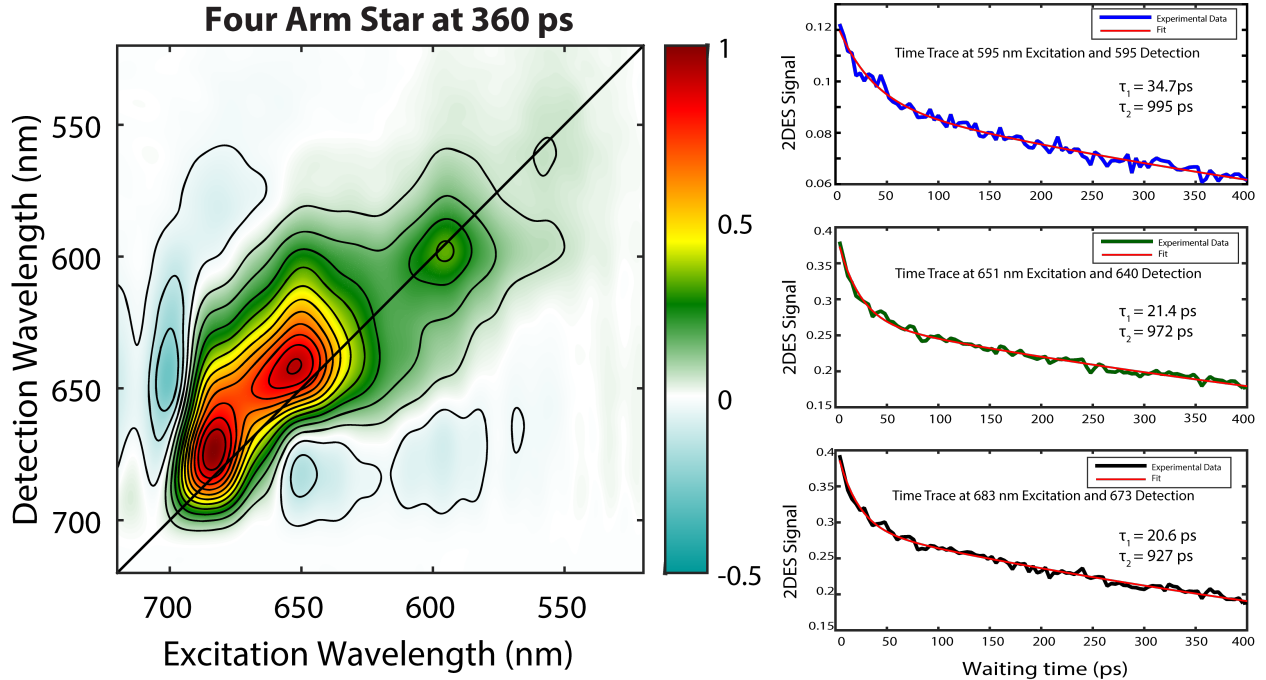 Four Arm Star at 360 ps
Detection Wavelength (nm)
550
600
650
700
700
650
600
550
Excitation Wavelength (nm)
1
0.5
0
-0.5
2DES Signal
0.12
0.1
0.08
0.06
Experimental Data
Fit
Time Trace at 595 nm Excitation and 595 Detection
τ1 = 34.7ps
τ2 = 995 ps
0 50 100 150 200 250 300 350 400
2DES Signal
0.4
0.35
0.3
0.25
0.2
0.15
Experimental Data
Fit
Time Trace at 651 nm Excitation and 640 Detection
τ1 = 21.4 ps
τ2 = 972 ps
0 50 100 150 200 250 300 350 400
2DES Signal
0.4
0.35
0.3
0.25
0.2
0.15
Experimental Data
Fit
Time Trace at 683 nm Excitation and 673 Detection
τ1 = 20.6 ps
τ2 = 927 ps
0 50 100 150 200 250 300 350 400
Waiting time (ps)